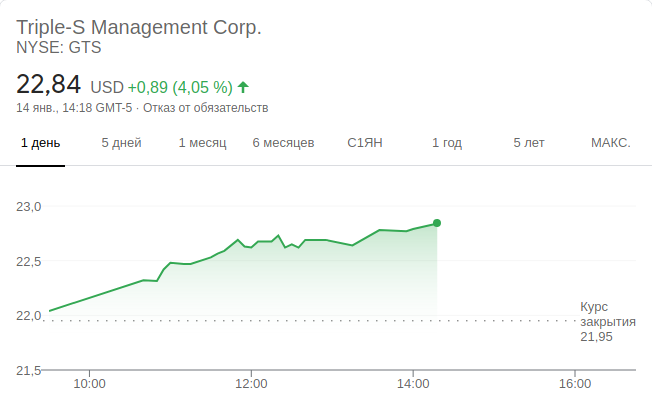 Triple-S Management Corp.
NYSE: GTS
22,84 USD +0,89 (4,05 %)
14 янв., 14:18 GMT-5 · Отказ от обязательств
1 день 5 дней 1 месяц 6 месяцев С1ЯН 1 год 5 лет МАКС.
23,0
22,5
22,0
21,5
Курс
закрытия
21,95
10:00 12:00 14:00 16:00